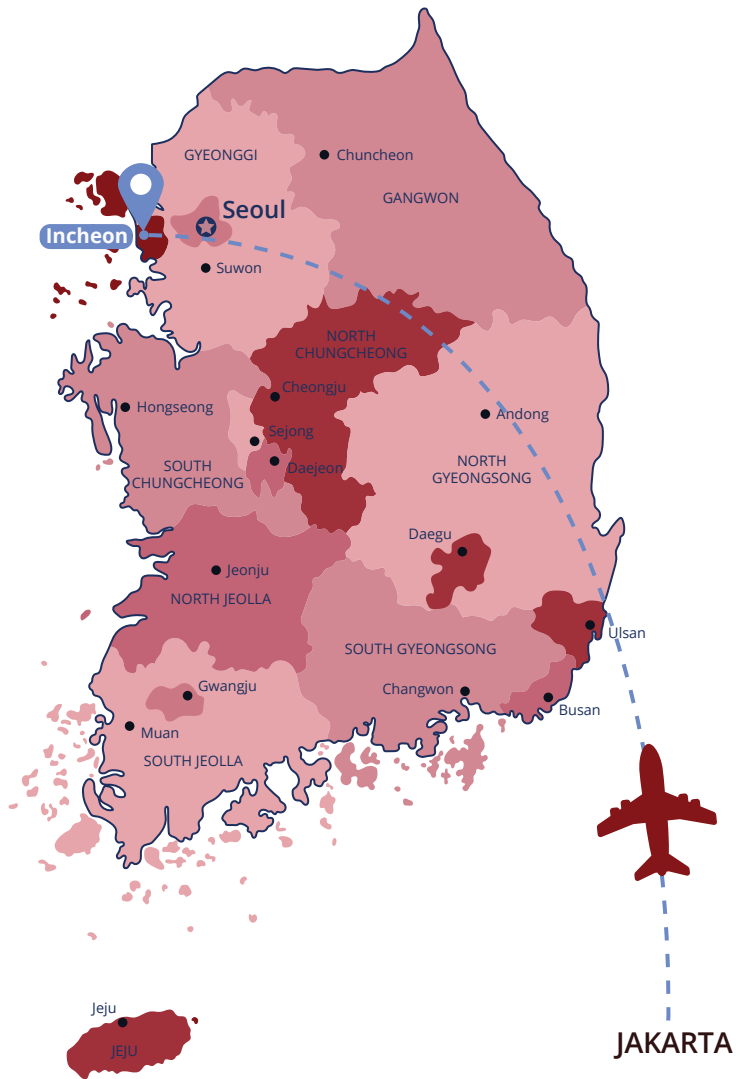 GYEONGGI
Chuncheon
GANGWON
Seoul
Incheon
Suwon
NORTH
CHUNGCHEONG
Cheongju
Hongseong
Andong
Sejong
SOUTH
CHUNGCHEONG
Daejeon
NORTH
GYEONGSONG
Daegu
Jeonju
NORTH JEOLLA
Ulsan
SOUTH GYEONGSONG
Gwangju
Changwon
Busan
Muan
SOUTH JEOLLA
Jeju
JEJU
JAKARTA